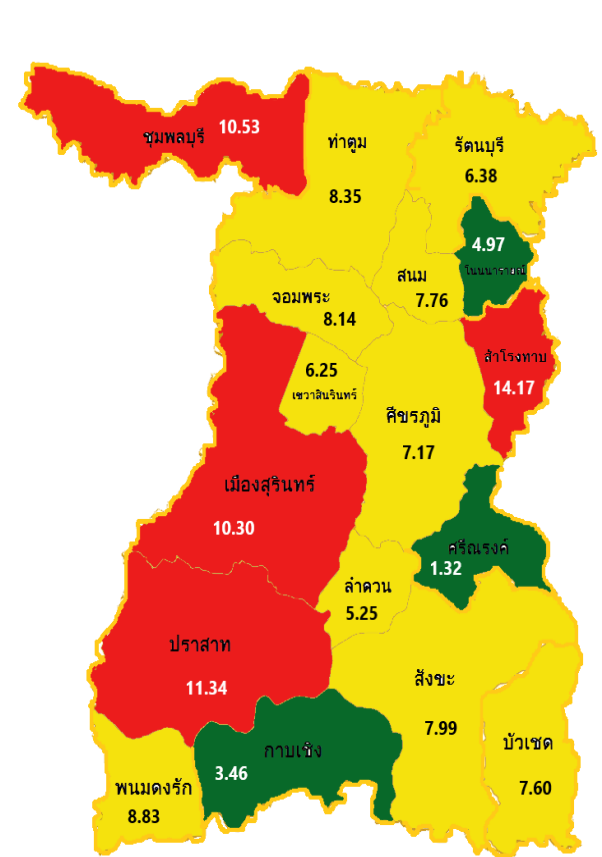 ชุมพลบุรี 10.53
ท่าตูม
8.35
รัตนบุรี
6.38
4.97
โนนนารายณ์
สนม
7.76
จอมพระ
8.14
6.25
เขวาสินรินทร์
สำโรงทาบ
14.17
ศีขรภูมิ
7.17
เมืองสุรินทร์
10.30
ศรีณรงค์
1.32
ลำดวน
5.25
ปราสาท
11.34
สังขะ
7.99
บัวเชด
7.60
กาบเชิง
3.46
พนมดงรัก
8.83